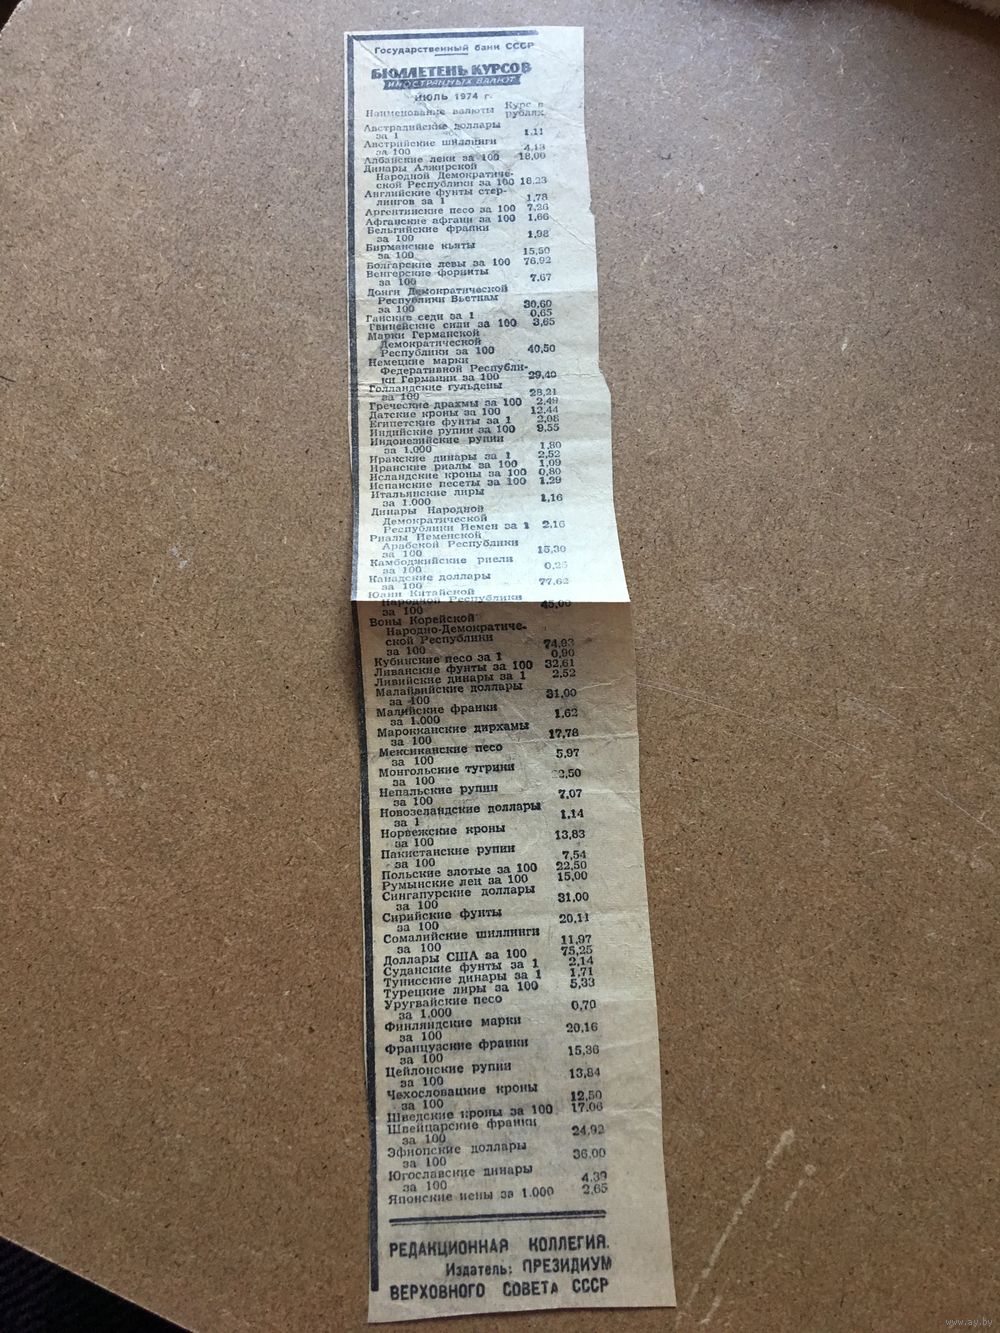 Государственный банк СССР
БЮЛЛЕТЕНЬ КУРСОВ
ИНОСТРАННЫХ ВАЛЮТ
ИЮЛЬ 1974 г.
Наименование валюты Курс в
рублях
Австралийские доллары
за 1 1,11
Австрийские шиллинги
за 100 4,13
Албанские леки за 100 18,00
Динары Алжирской
Народной Демократиче-
ской Республики за 100 18,23
Английские фунты стер-
лингов за 1 1,78
Аргентинские песо за 100 7,26
Афганские афгани за 100 1,66
Бельгийские франки
за 100 1,98
Бирманские кьяты
за 100 15,50
Болгарские левы за 100 76,92
Венгерские форинты
за 100 7,67
Донги Демократической
Республики Вьетнам
за 100 30,60
Ганские седи за 1 0,65
Гвинейские сили за 100 3,65
Марки Германской
Демократической
Республики за 100 40,50
Немецкие марки
Федеративной Республи-
ки Германии за 100 29,40
Голландские гульдены
за 100 28,21
Греческие драхмы за 100 2,49
Датские кроны за 100 12,44
Египетские фунты за 1 2,08
Индийские рупии за 100 9,55
Индонезийские рупии
за 1.000 1,80
Иракские динары за 1 2,52
Иранские риалы за 100 1,09
Исландские кроны за 100 0,80
Испанские песеты за 100 1,29
Итальянские лиры
за 1.000 1,16
Динары Народной
Демократической
Республики Йемен за 1 2,16
Риалы Йеменской
Арабской Республики
за 100 15,30
Камбоджийские риели
за 100
Канадские доллары
за 100 77,62
Юани Китайской
Народной Республики
за 100 45,00
Воны Корейской
Народно-Демократиче-
ской Республики
за 100 74,93
Кубинские песо за 1 0,90
Ливанские фунты за 100 32,61
Ливийские динары за 1 2,52
Малайзийские доллары
за 100 31,00
Малийские франки
за 1.000 1,62
Марокканские дирхамы
за 100 17,78
Мексиканские песо
за 100 5,97
Монгольские тугрики
за 100
Непальские рупии
за 100 7,07
Новозеландские доллары
за 1 1,14
Норвежские кроны
за 100 13,83
Пакистанские рупии
за 100 7,54
Польские злотые за 100 22,50
Румынские леи за 100 15,00
Сингапурские доллары
за 100 31,00
Сирийские фунты
за 100 20,11
Сомалийские шиллинги
за 100 11,97
Доллары США за 100 75,25
Суданские фунты за 1 2,14
Тунисские динары за 1 1,71
Турецкие лиры за 100 5,33
Уругвайские песо
за 1.000 0,70
Финляндские марки
за 100 20,16
Французские франки
за 100 15,36
Цейлонские рупии
за 100 13,84
Чехословацкие кроны
за 100 12,50
Шведские кроны за 100 17,06
Швейцарские франки
за 100 24,92
Эфиопские доллары
за 100 36,00
Югославские динары
за 100 4,39
Японские иены за 1.000 2,65
РЕДАКЦИОННАЯ КОЛЛЕГИЯ.
Издатель: ПРЕЗИДИУМ
ВЕРХОВНОГО СОВЕТА СССР
www.ay.by